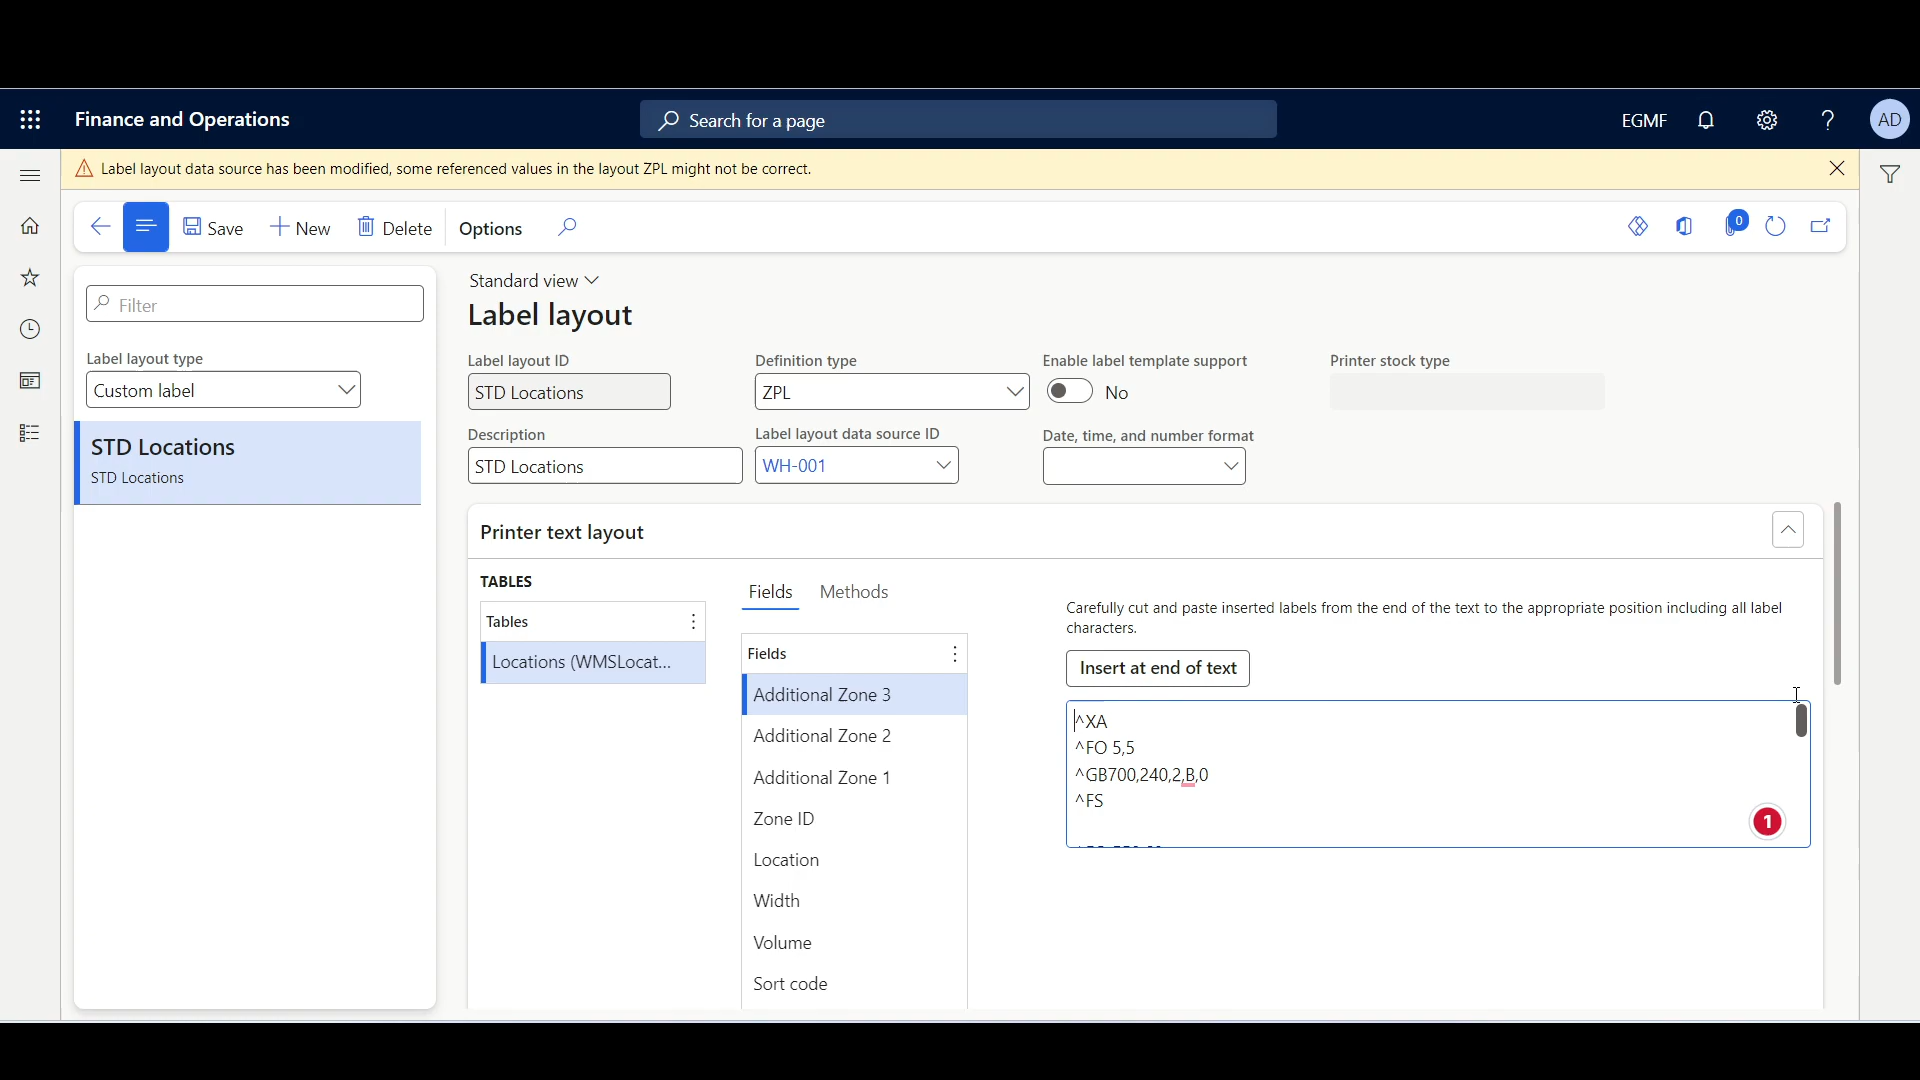 Finance and Operations
Search for a page
EGMF
?
AD
Label layout data source has been modified, some referenced values in the layout ZPL might not be correct.
Save
New
Delete
Options
0
Filter
Label layout type
Custom label
STD Locations
STD Locations
Standard view
Label layout
Label layout ID
STD Locations
Definition type
ZPL
Enable label template support
No
Printer stock type
Description
STD Locations
Label layout data source ID
WH-001
Date, time, and number format
Printer text layout
TABLES
Tables
Locations (WMSLocat...
Fields
Methods
Fields
Additional Zone 3
Additional Zone 2
Additional Zone 1
Zone ID
Location
Width
Volume
Sort code
Carefully cut and paste inserted labels from the end of the text to the appropriate position including all label
characters.
Insert at end of text
^XA
^FO 5,5
^GB700,240,2,B,0
^FS
1